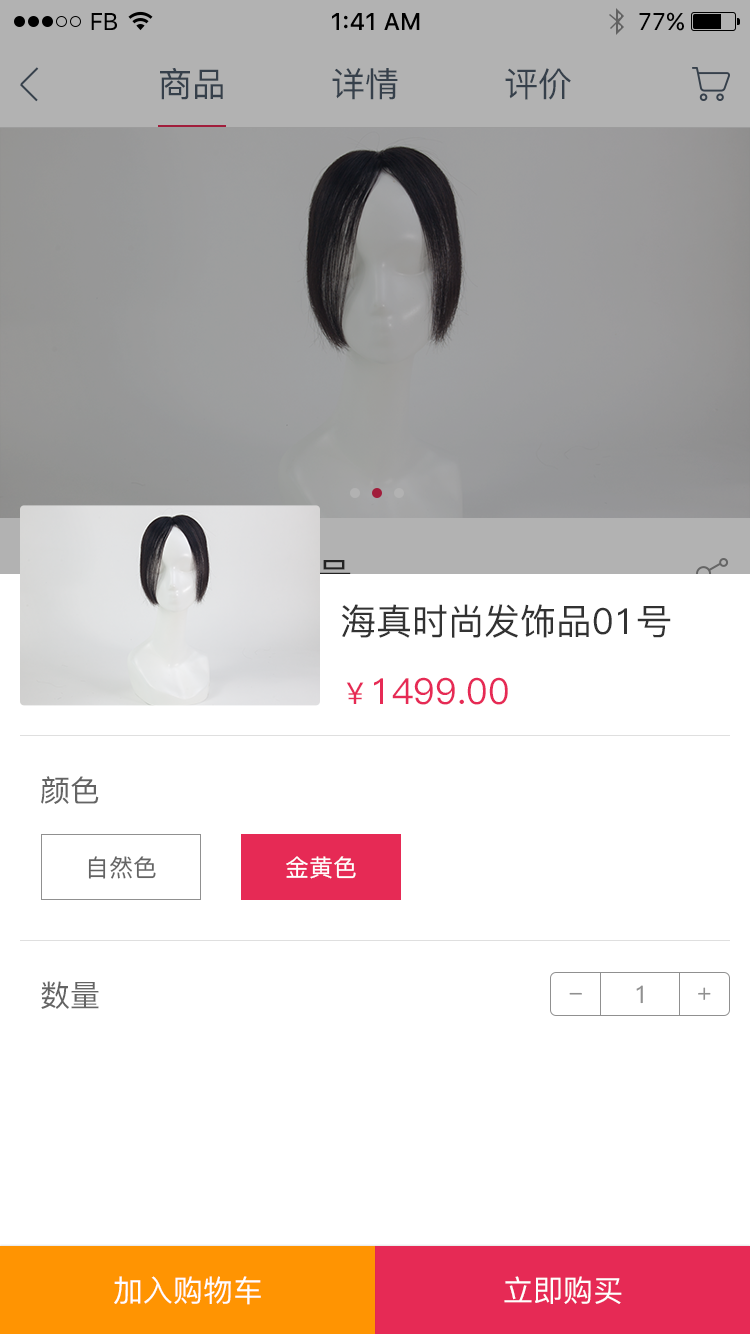 FB 1:41 AM 77%
商品 详情 评价
号
海真时尚发饰品01号
¥1499.00
颜色
自然色 金黄色
数量 − 1 +
加入购物车 立即购买